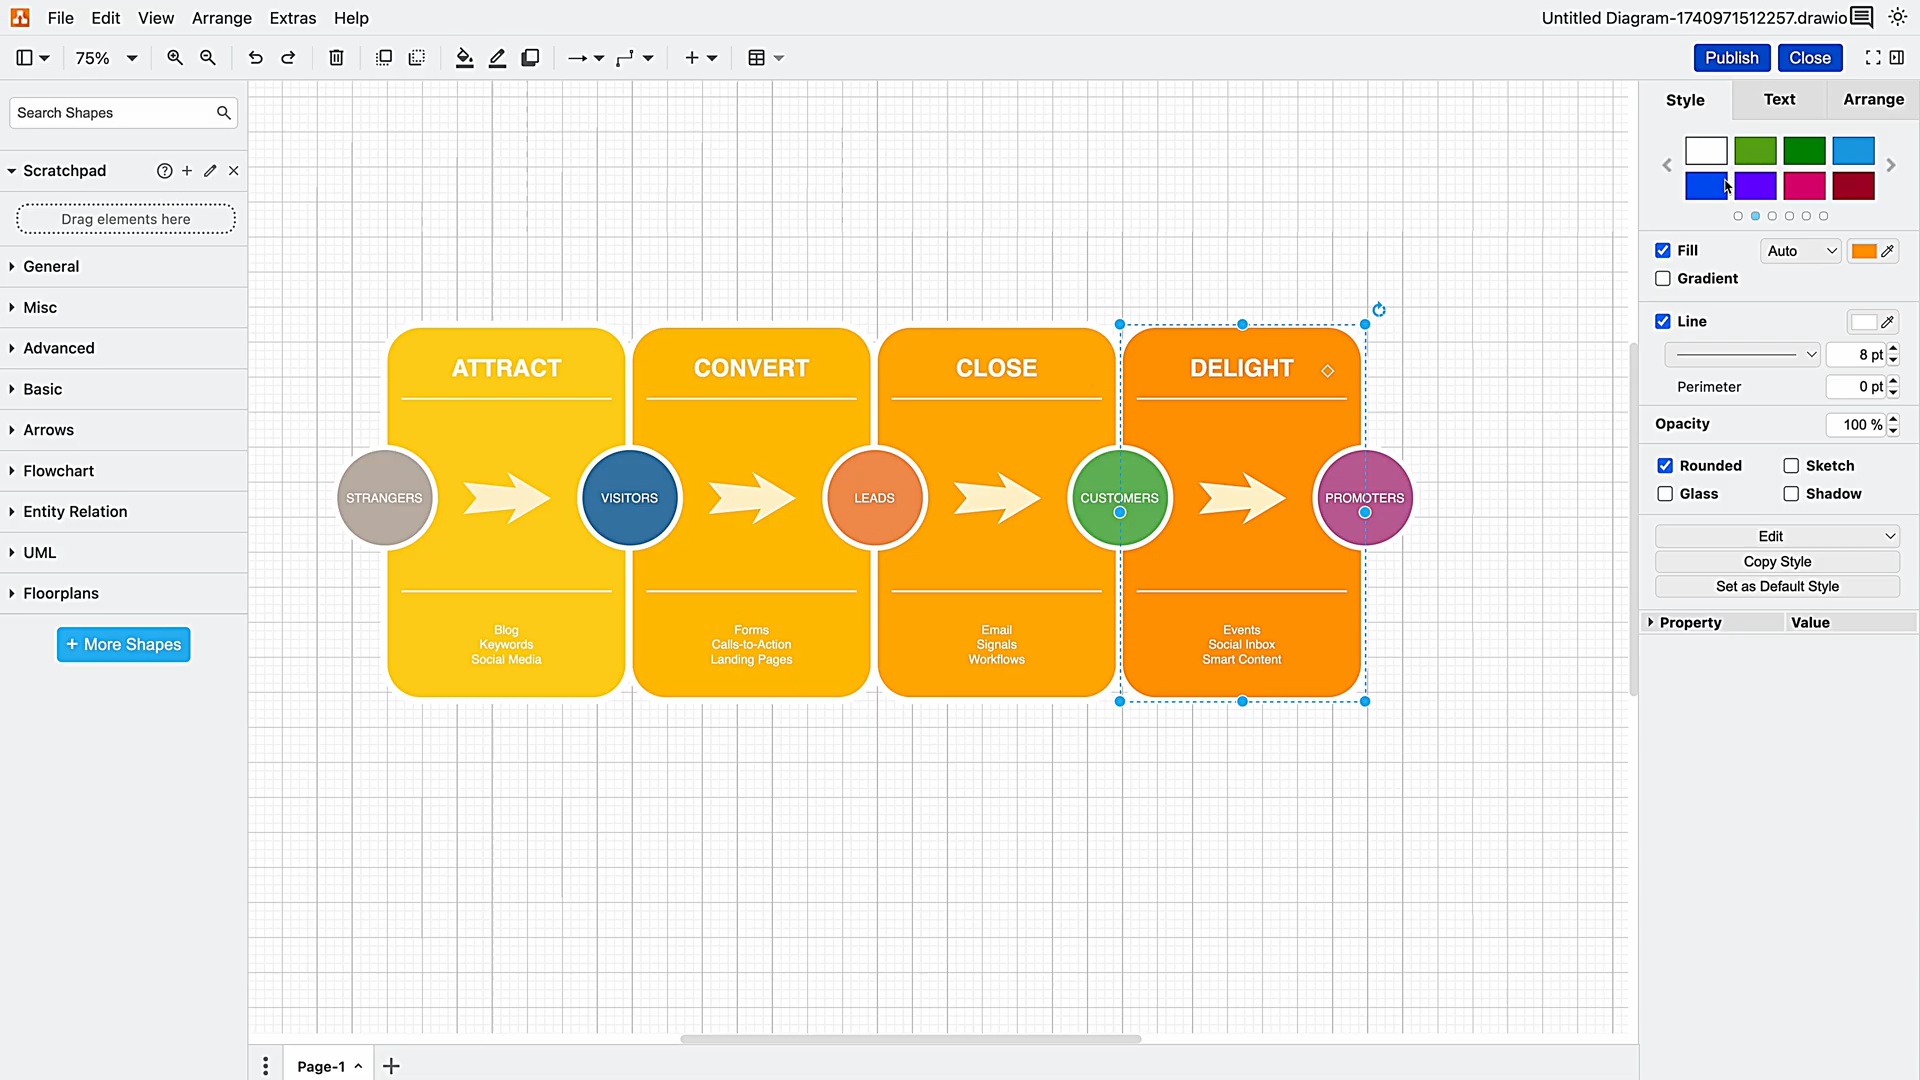 File Edit View Arrange Extras Help
Untitled Diagram-1740971512257.drawio
75%
Publish Close
Search Shapes
Scratchpad
Drag elements here
General
Misc
Advanced
Basic
Arrows
Flowchart
Entity Relation
UML
Floorplans
+ More Shapes
ATTRACT
CONVERT
CLOSE
DELIGHT
STRANGERS
VISITORS
LEADS
CUSTOMERS
PROMOTERS
Blog
Keywords
Social Media
Forms
Calls-to-Action
Landing Pages
Email
Signals
Workflows
Events
Social Inbox
Smart Content
Style Text Arrange
Fill Auto
Gradient
Line
8 pt
Perimeter 0 pt
Opacity 100 %
Rounded Sketch
Glass Shadow
Edit
Copy Style
Set as Default Style
Property Value
Page-1